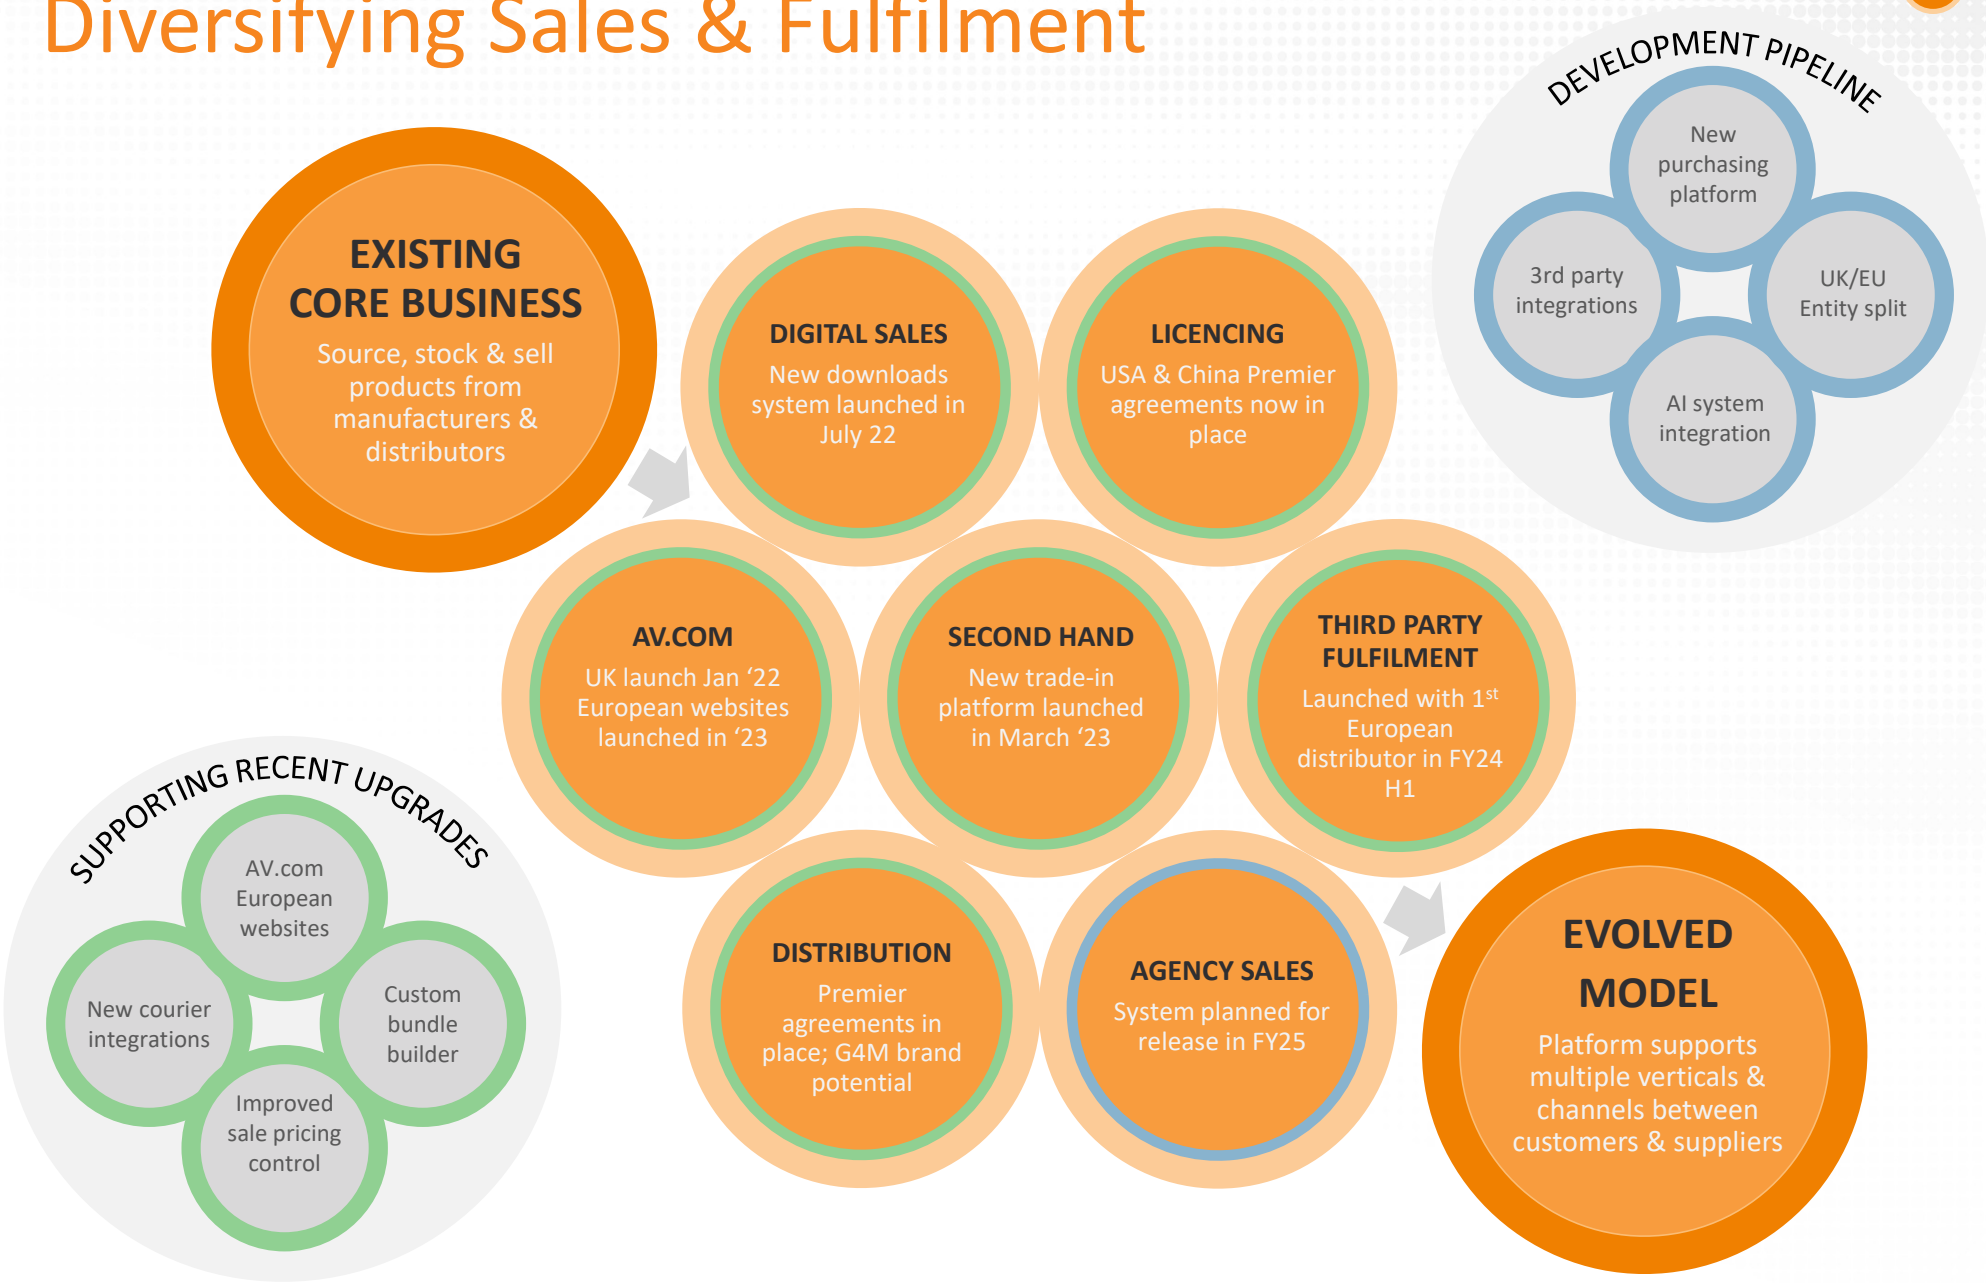 Diversifying Sales & Fulfilment
DEVELOPMENT PIPELINE
New
purchasing
platform
3rd party
integrations
UK/EU
Entity split
AI system
integration
EXISTING
CORE BUSINESS
Source, stock & sell
products from
manufacturers &
distributors
DIGITAL SALES
New downloads
system launched in
July 22
LICENCING
USA & China Premier
agreements now in
place
AV.COM
UK launch Jan ‘22
European websites
launched in ‘23
SECOND HAND
New trade-in
platform launched
in March ‘23
THIRD PARTY
FULFILMENT
Launched with 1st
European
distributor in FY24
H1
SUPPORTING RECENT UPGRADES
AV.com
European
websites
New courier
integrations
Custom
bundle
builder
Improved
sale pricing
control
DISTRIBUTION
Premier
agreements in
place; G4M brand
potential
AGENCY SALES
System planned for
release in FY25
EVOLVED
MODEL
Platform supports
multiple verticals &
channels between
customers & suppliers